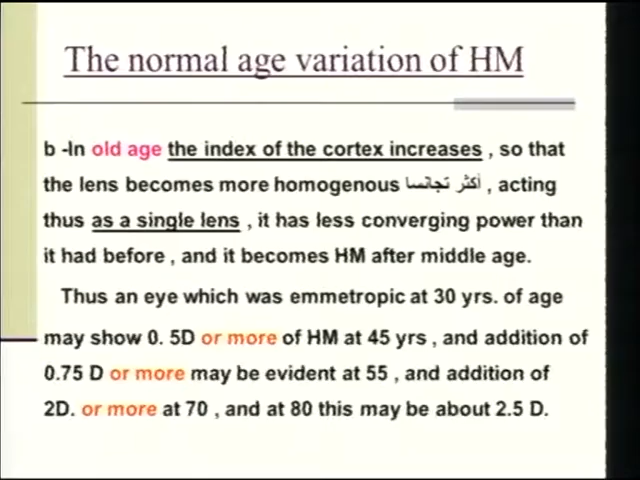 The normal age variation of HM
b -In old age the index of the cortex increases , so that
the lens becomes more homogenous أكثر تجانسا , acting
thus as a single lens , it has less converging power than
it had before , and it becomes HM after middle age.
Thus an eye which was emmetropic at 30 yrs. of age
may show 0. 5D or more of HM at 45 yrs , and addition of
0.75 D or more may be evident at 55 , and addition of
2D. or more at 70 , and at 80 this may be about 2.5 D.